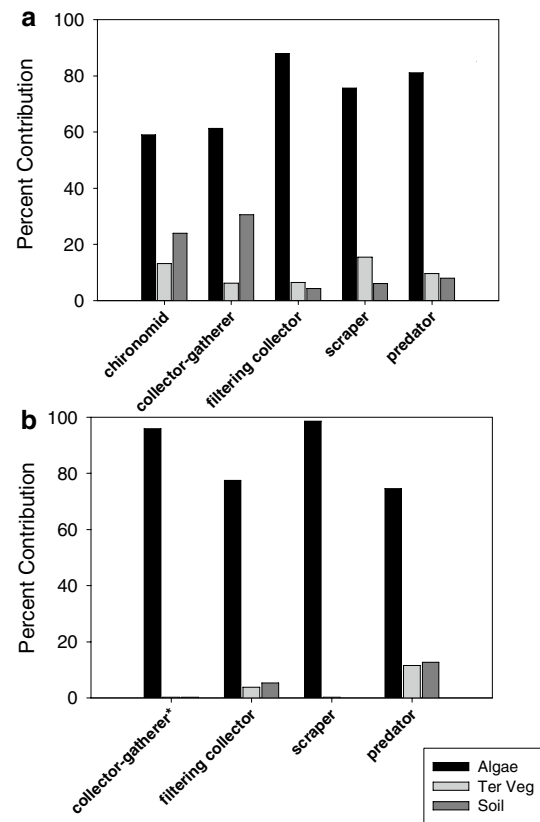 a
100
80
60
40
20
0
Percent Contribution
chironomid
collector-gatherer
filtering collector
scraper
predator
b
100
80
60
40
20
0
Percent Contribution
collector-gatherer*
filtering collector
scraper
predator
Algae
Ter Veg
Soil